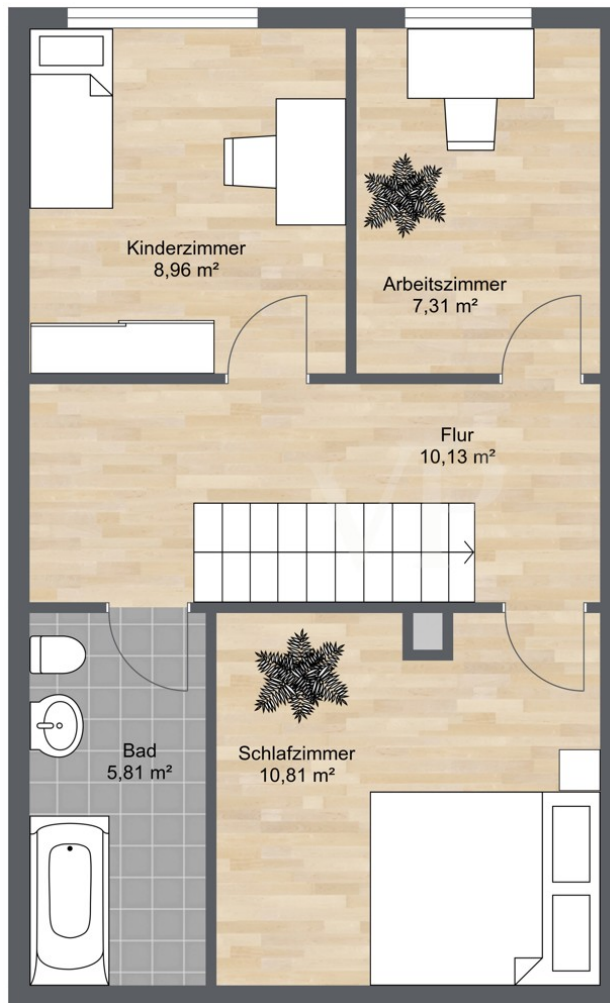 Kinderzimmer
8,96 m²
Arbeitszimmer
7,31 m²
Flur
10,13 m²
VP
Bad
5,81 m²
Schlafzimmer
10,81 m²